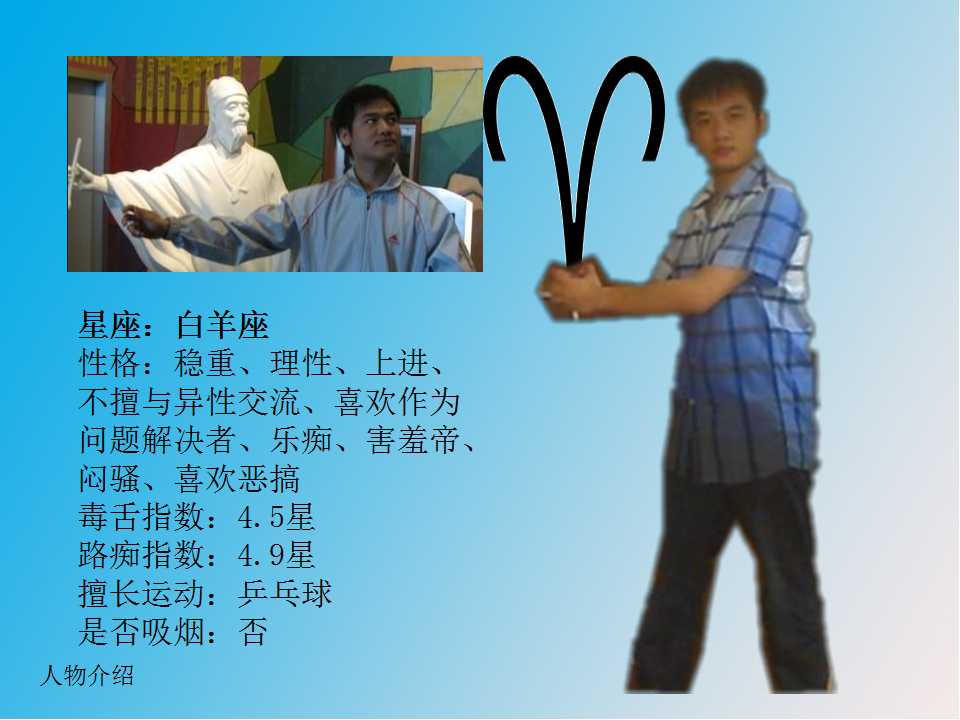 星座：白羊座
性格：稳重、理性、上进、
不擅与异性交流、喜欢作为
问题解决者、乐痴、害羞帝、
闷骚、喜欢恶搞
毒舌指数：4.5星
路痴指数：4.9星
擅长运动：乒乓球
是否吸烟：否
人物介绍